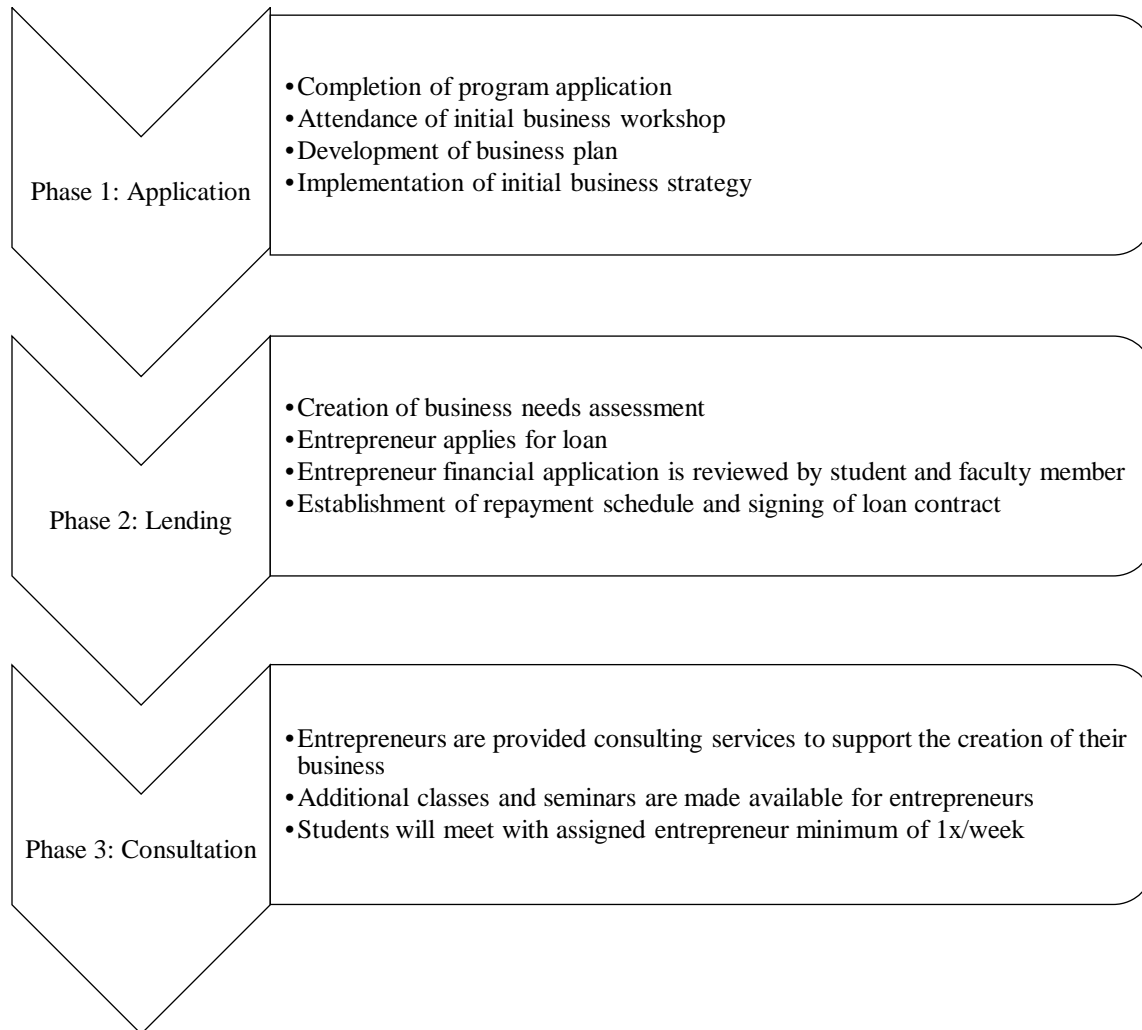 Phase 1: Application
•Completion of program application
•Attendance of initial business workshop
•Development of business plan
•Implementation of initial business strategy
Phase 2: Lending
•Creation of business needs assessment
•Entrepreneur applies for loan
•Entrepreneur financial application is reviewed by student and faculty member
•Establishment of repayment schedule and signing of loan contract
Phase 3: Consultation
•Entrepreneurs are provided consulting services to support the creation of their
business
•Additional classes and seminars are made available for entrepreneurs
•Students will meet with assigned entrepreneur minimum of 1x/week